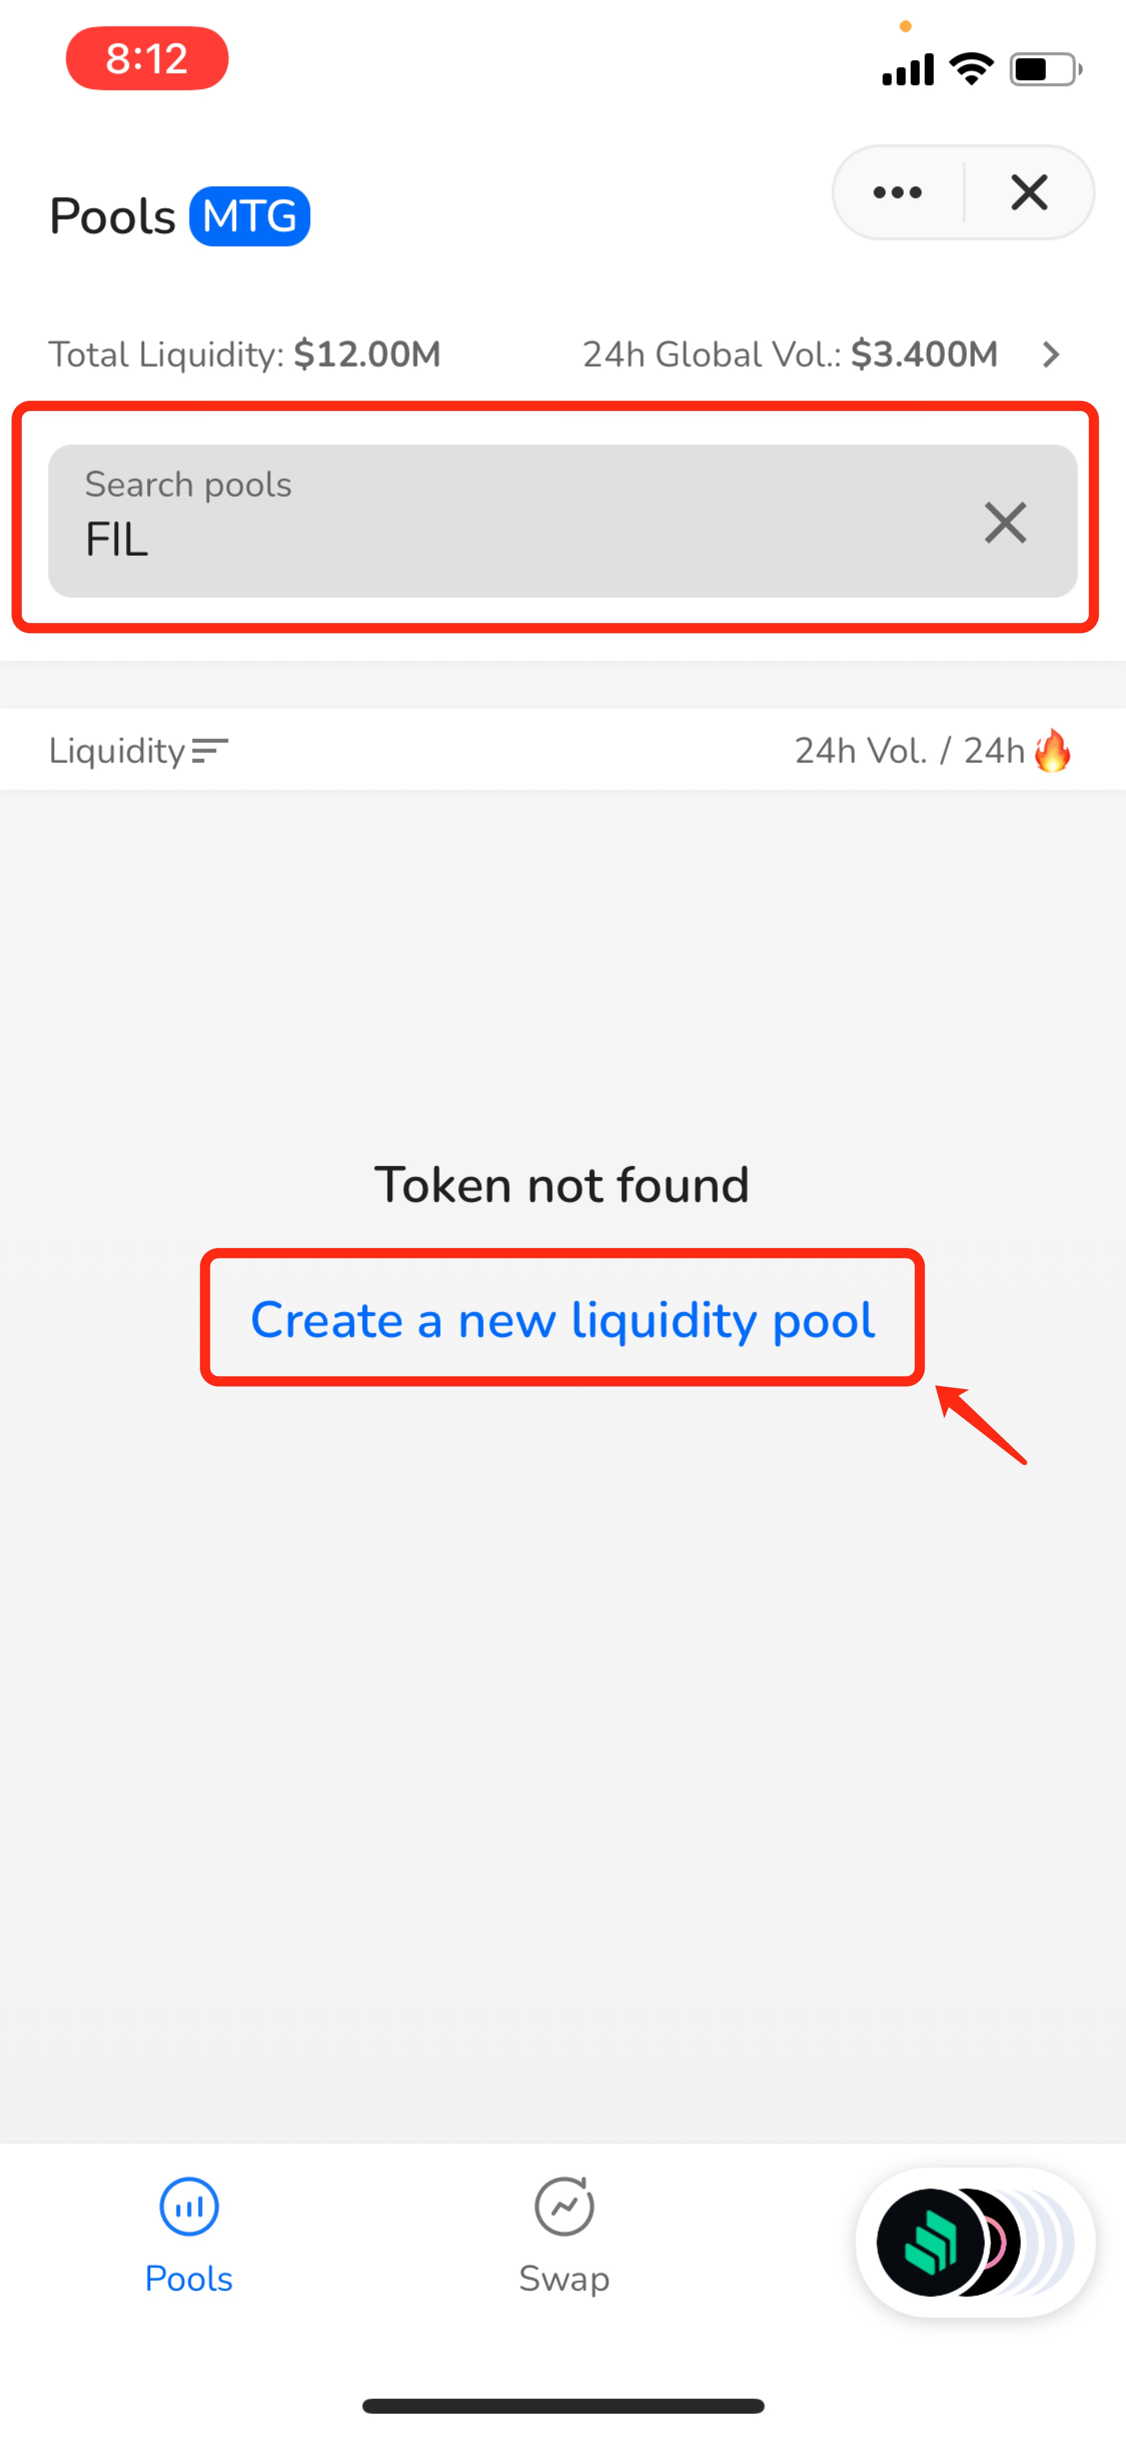 8:12
Pools MTG
Total Liquidity: $12.00M 24h Global Vol.: $3.400M
Search pools
FIL
Liquidity 24h Vol. / 24h🔥
Token not found
Create a new liquidity pool
Pools Swap